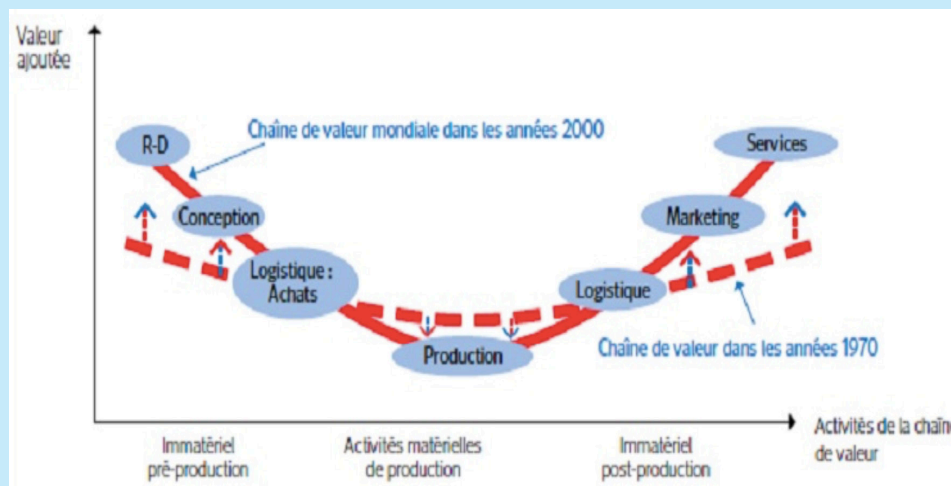 Valeur
ajoutée
Chaîne de valeur mondiale dans les années 2000
R-D
Services
Conception
Marketing
Logistique :
Achats
Logistique
Production
Chaîne de valeur dans les années 1970
Activités de la chaîne
de valeur
Immatériel
pré-production
Activités matérielles
de production
Immatériel
post-production